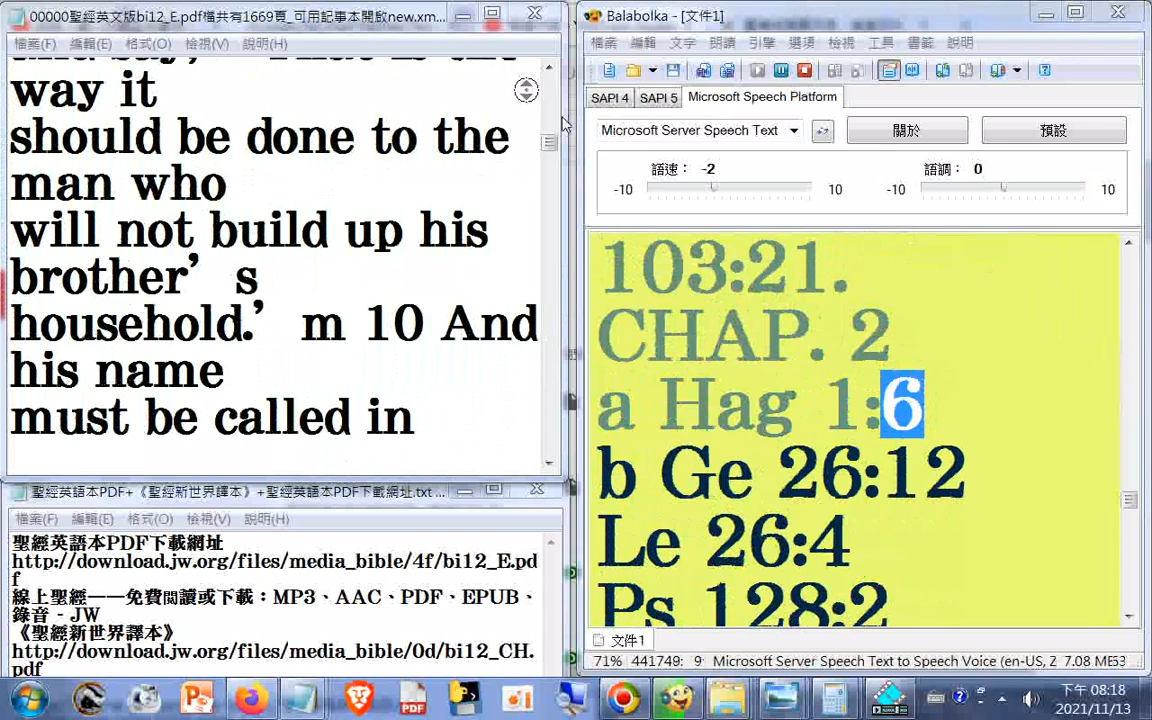 00000聖經英文版bi12_E.pdf檔共有1669頁_可用記事本開啟new.xm...
檔案(F) 編輯(E) 格式(O) 檢視(V) 說明(H)
way it
should be done to the
man who
will not build up his
brother’s
household.’ m 10 And
his name
must be called in
聖經英語本PDF+《聖經新世界譯本》+聖經英語本PDF下載網址.txt ...
檔案(F) 編輯(E) 格式(O) 檢視(V) 說明(H)
聖經英語本PDF下載網址
http://download.jw.org/files/media_bible/4f/bi12_E.pd
f
線上聖經──免費閱讀或下載：MP3、AAC、PDF、EPUB、
錄音 - JW
《聖經新世界譯本》
http://download.jw.org/files/media_bible/0d/bi12_CH.
pdf
Balabolka - [文件1]
檔案 編輯 文字 朗讀 引擎 選項 檢視 工具 書籤 說明
SAPI 4 SAPI 5 Microsoft Speech Platform
Microsoft Server Speech Text 關於 預設
語速： -2 語調： 0
-10 10 -10 10
103:21.
CHAP. 2
a Hag 1:6
b Ge 26:12
Le 26:4
Ps 128:2
文件1
71% 441749: 9 Microsoft Server Speech Text to Speech Voice (en-US, Z 7.08 ME53
下午 08:18
2021/11/13